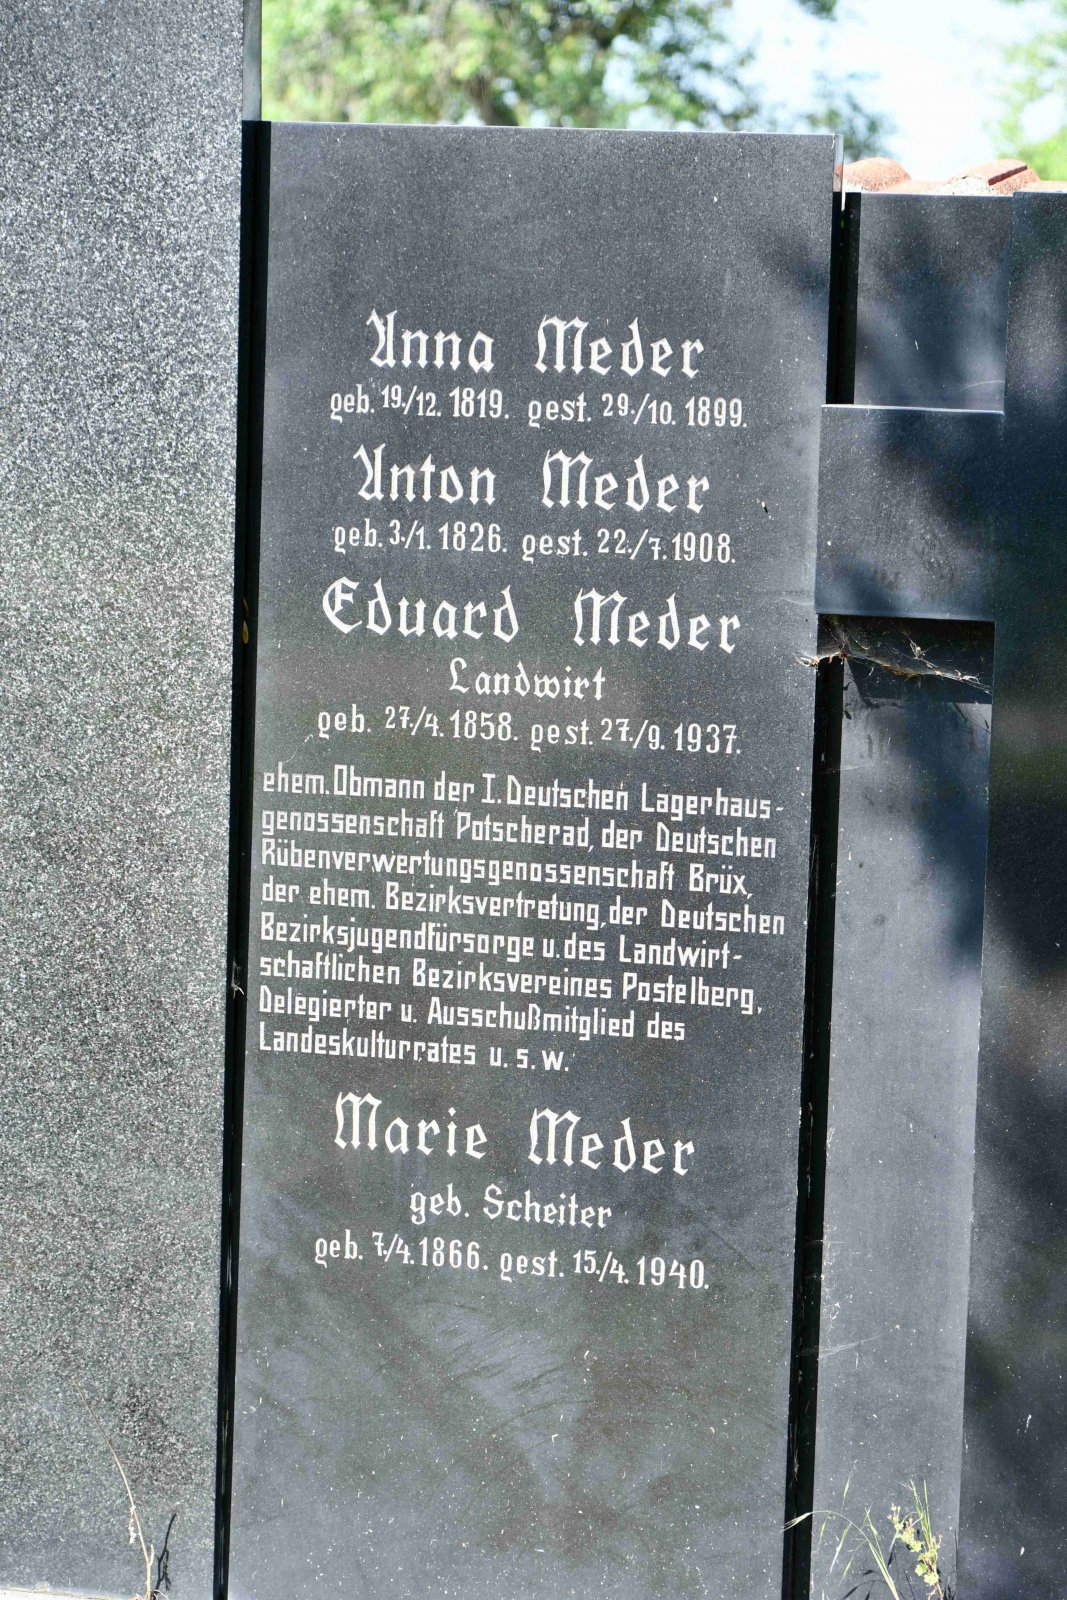 Anna Meder
geb. 19./12. 1819. gest. 29./10. 1899.
Anton Meder
geb. 3./1. 1826. gest. 22./7. 1908.
Eduard Meder
Landwirt
geb. 27./4. 1858. gest. 27./9. 1937.
ehem. Obmann der I. Deutschen Lagerhaus-
genossenschaft Potscherad, der Deutschen
Rübenverwertungsgenossenschaft Brüx,
der ehem. Bezirksvertretung, der Deutschen
Bezirksjugendfürsorge u. des Landwirt-
schaftlichen Bezirksvereines Postelberg,
Delegierter u. Ausschußmitglied des
Landeskulturrates u. s. w.
Marie Meder
geb. Scheiter
geb. 7./4. 1866. gest. 15./4. 1940.